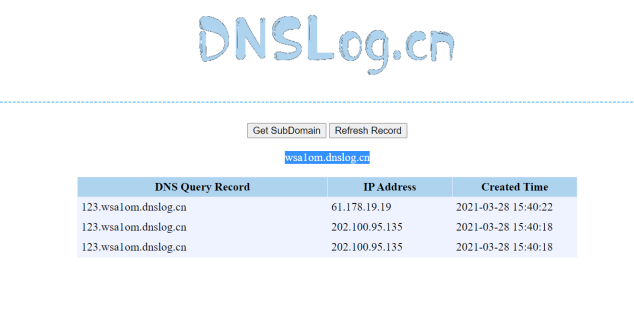 DNSLog.cn
Get SubDomain Refresh Record
wsa1om.dnslog.cn
DNS Query Record IP Address Created Time
123.wsa1om.dnslog.cn 61.178.19.19 2021-03-28 15:40:22
123.wsa1om.dnslog.cn 202.100.95.135 2021-03-28 15:40:18
123.wsa1om.dnslog.cn 202.100.95.135 2021-03-28 15:40:18